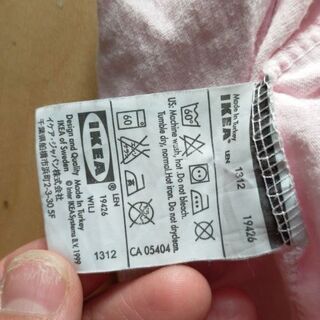 IKEA
® LEN
Design and Quality
IKEA of Sweden
Made in Turkey
© Inter IKEA Systems B.V. 1999
イケア・ジャパン株式会社
千葉県船橋市浜町2-3-30 5F
19426
WILJ
1312
60
US: Machine wash, hot. Do not bleach.
Tumble dry, normal. Hot iron. Do not dryclean.
CA 05404
60
Made in Turkey
IKEA
LEN
1312
19426